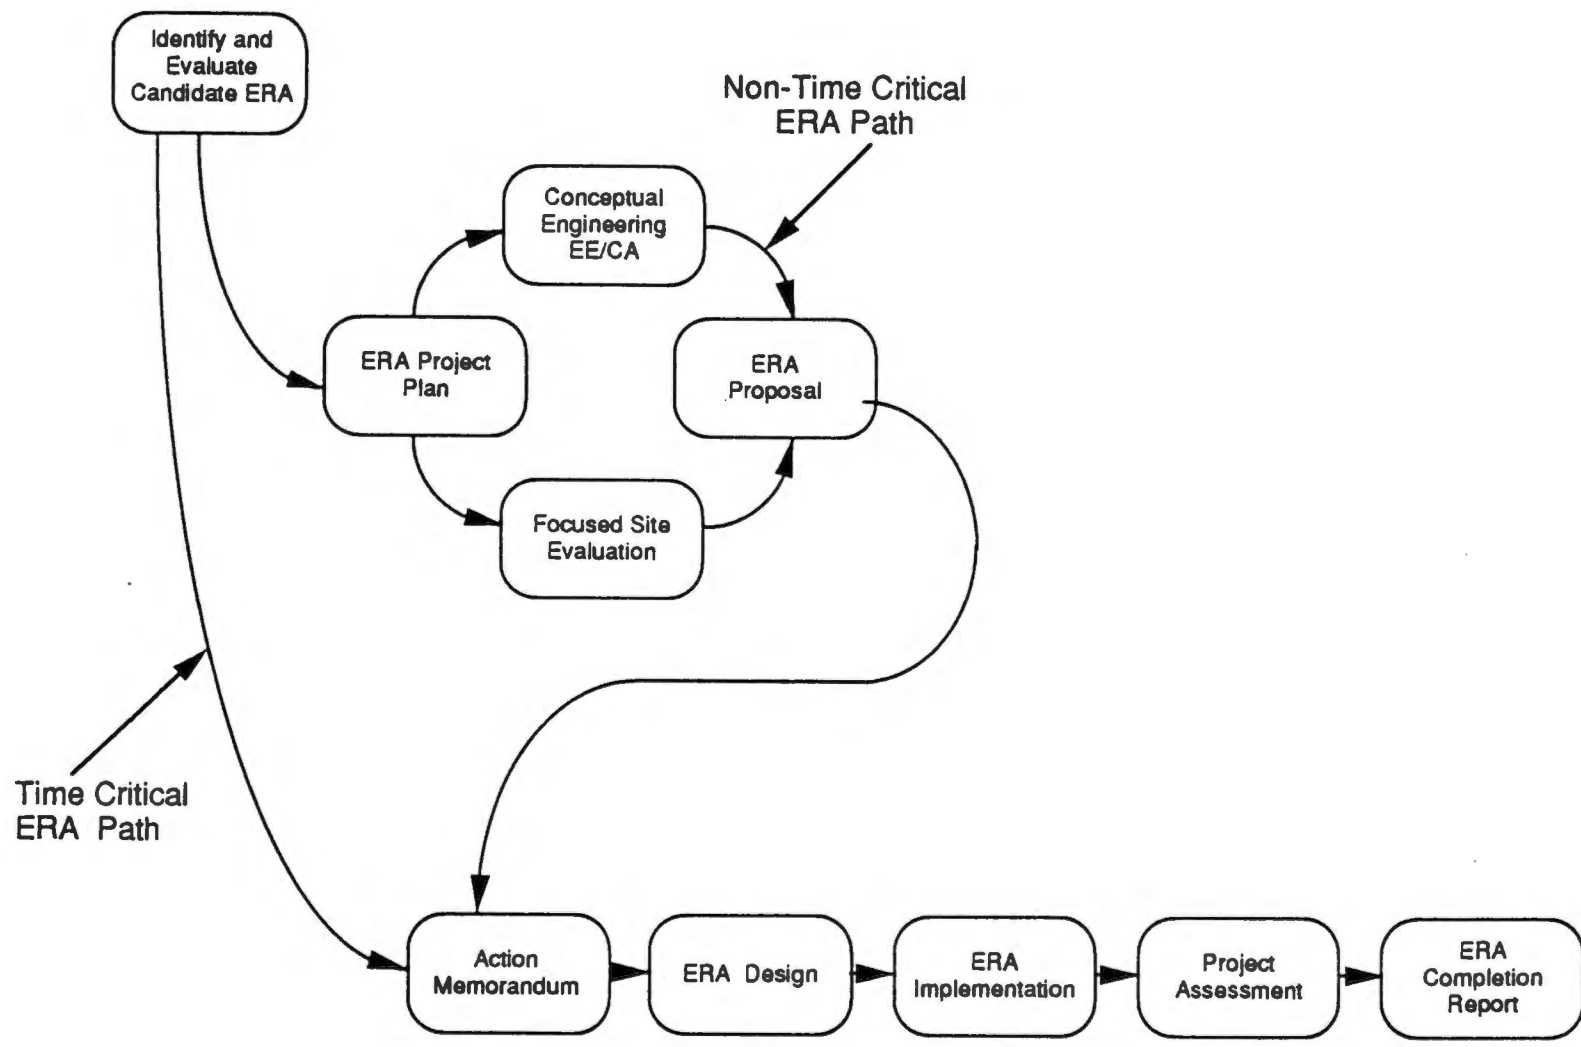 Identify and
Evaluate
Candidate ERA
Non-Time Critical
ERA Path
Conceptual
Engineering
EE/CA
ERA Project
Plan
ERA
Proposal
Focused Site
Evaluation
Time Critical
ERA Path
Action
Memorandum
ERA Design
ERA
Implementation
Project
Assessment
ERA
Completion
Report